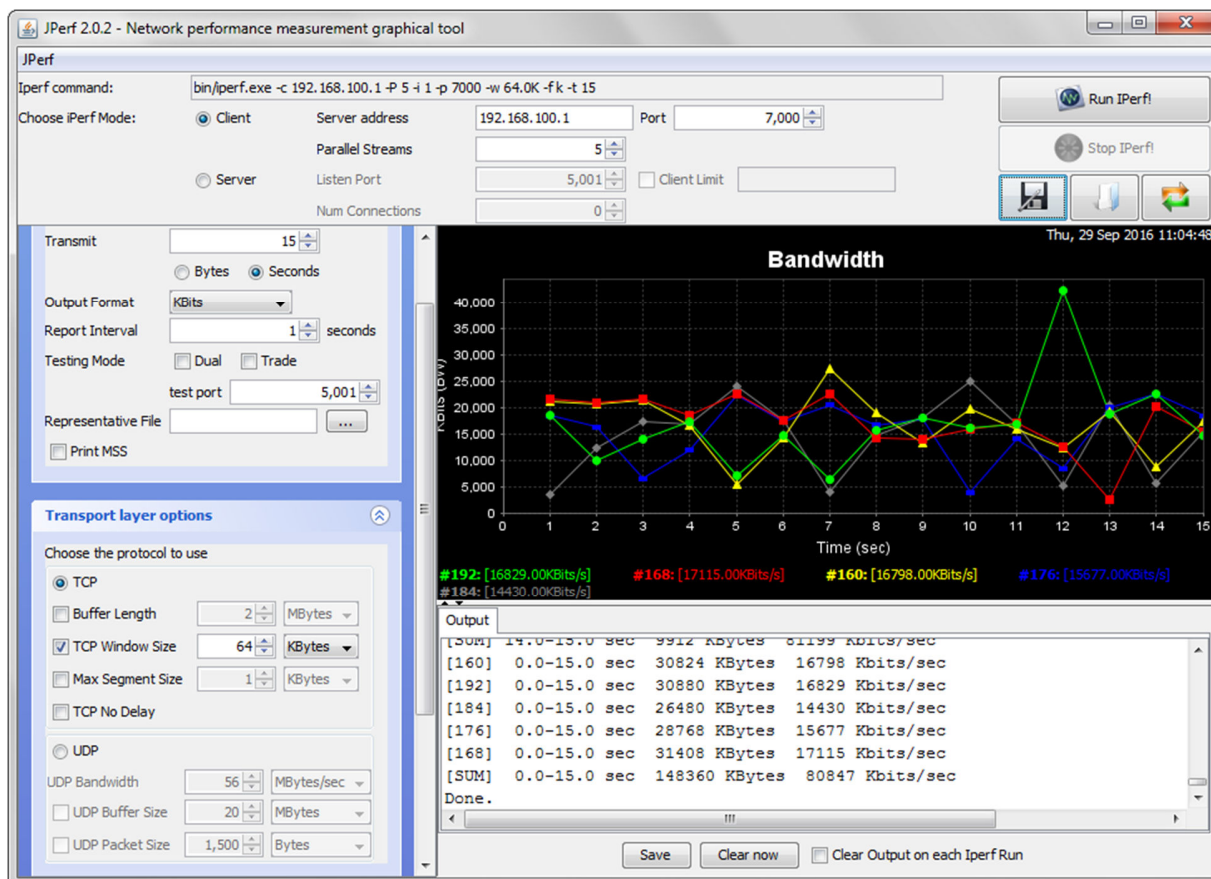 JPerf 2.0.2 - Network performance measurement graphical tool
JPerf
Iperf command: bin/iperf.exe -c 192.168.100.1 -P 5 -i 1 -p 7000 -w 64.0K -f k -t 15
Run IPerf!
Choose iPerf Mode: Client Server address 192.168.100.1 Port 7,000
Parallel Streams 5
Stop IPerf!
Server Listen Port 5,001 Client Limit
Num Connections 0
Transmit 15
Bytes Seconds
Output Format KBits
Report Interval 1 seconds
Testing Mode Dual Trade
test port 5,001
Representative File ...
Print MSS
Transport layer options
Choose the protocol to use
TCP
Buffer Length 2 MBytes
TCP Window Size 64 KBytes
Max Segment Size 1 KBytes
TCP No Delay
UDP
UDP Bandwidth 56 MBytes/sec
UDP Buffer Size 20 MBytes
UDP Packet Size 1,500 Bytes
Thu, 29 Sep 2016 11:04:48
Bandwidth
KBits (BW)
40,000
35,000
30,000
25,000
20,000
15,000
10,000
5,000
0
0 1 2 3 4 5 6 7 8 9 10 11 12 13 14 15
Time (sec)
#192: [16829.00KBits/s] #168: [17115.00KBits/s] #160: [16798.00KBits/s] #176: [15677.00KBits/s]
#184: [14430.00KBits/s]
Output
[SUM] 14.0-15.0 sec 9912 KBytes 81199 Kbits/sec
[160] 0.0-15.0 sec 30824 KBytes 16798 Kbits/sec
[192] 0.0-15.0 sec 30880 KBytes 16829 Kbits/sec
[184] 0.0-15.0 sec 26480 KBytes 14430 Kbits/sec
[176] 0.0-15.0 sec 28768 KBytes 15677 Kbits/sec
[168] 0.0-15.0 sec 31408 KBytes 17115 Kbits/sec
[SUM] 0.0-15.0 sec 148360 KBytes 80847 Kbits/sec
Done.
Save Clear now Clear Output on each Iperf Run